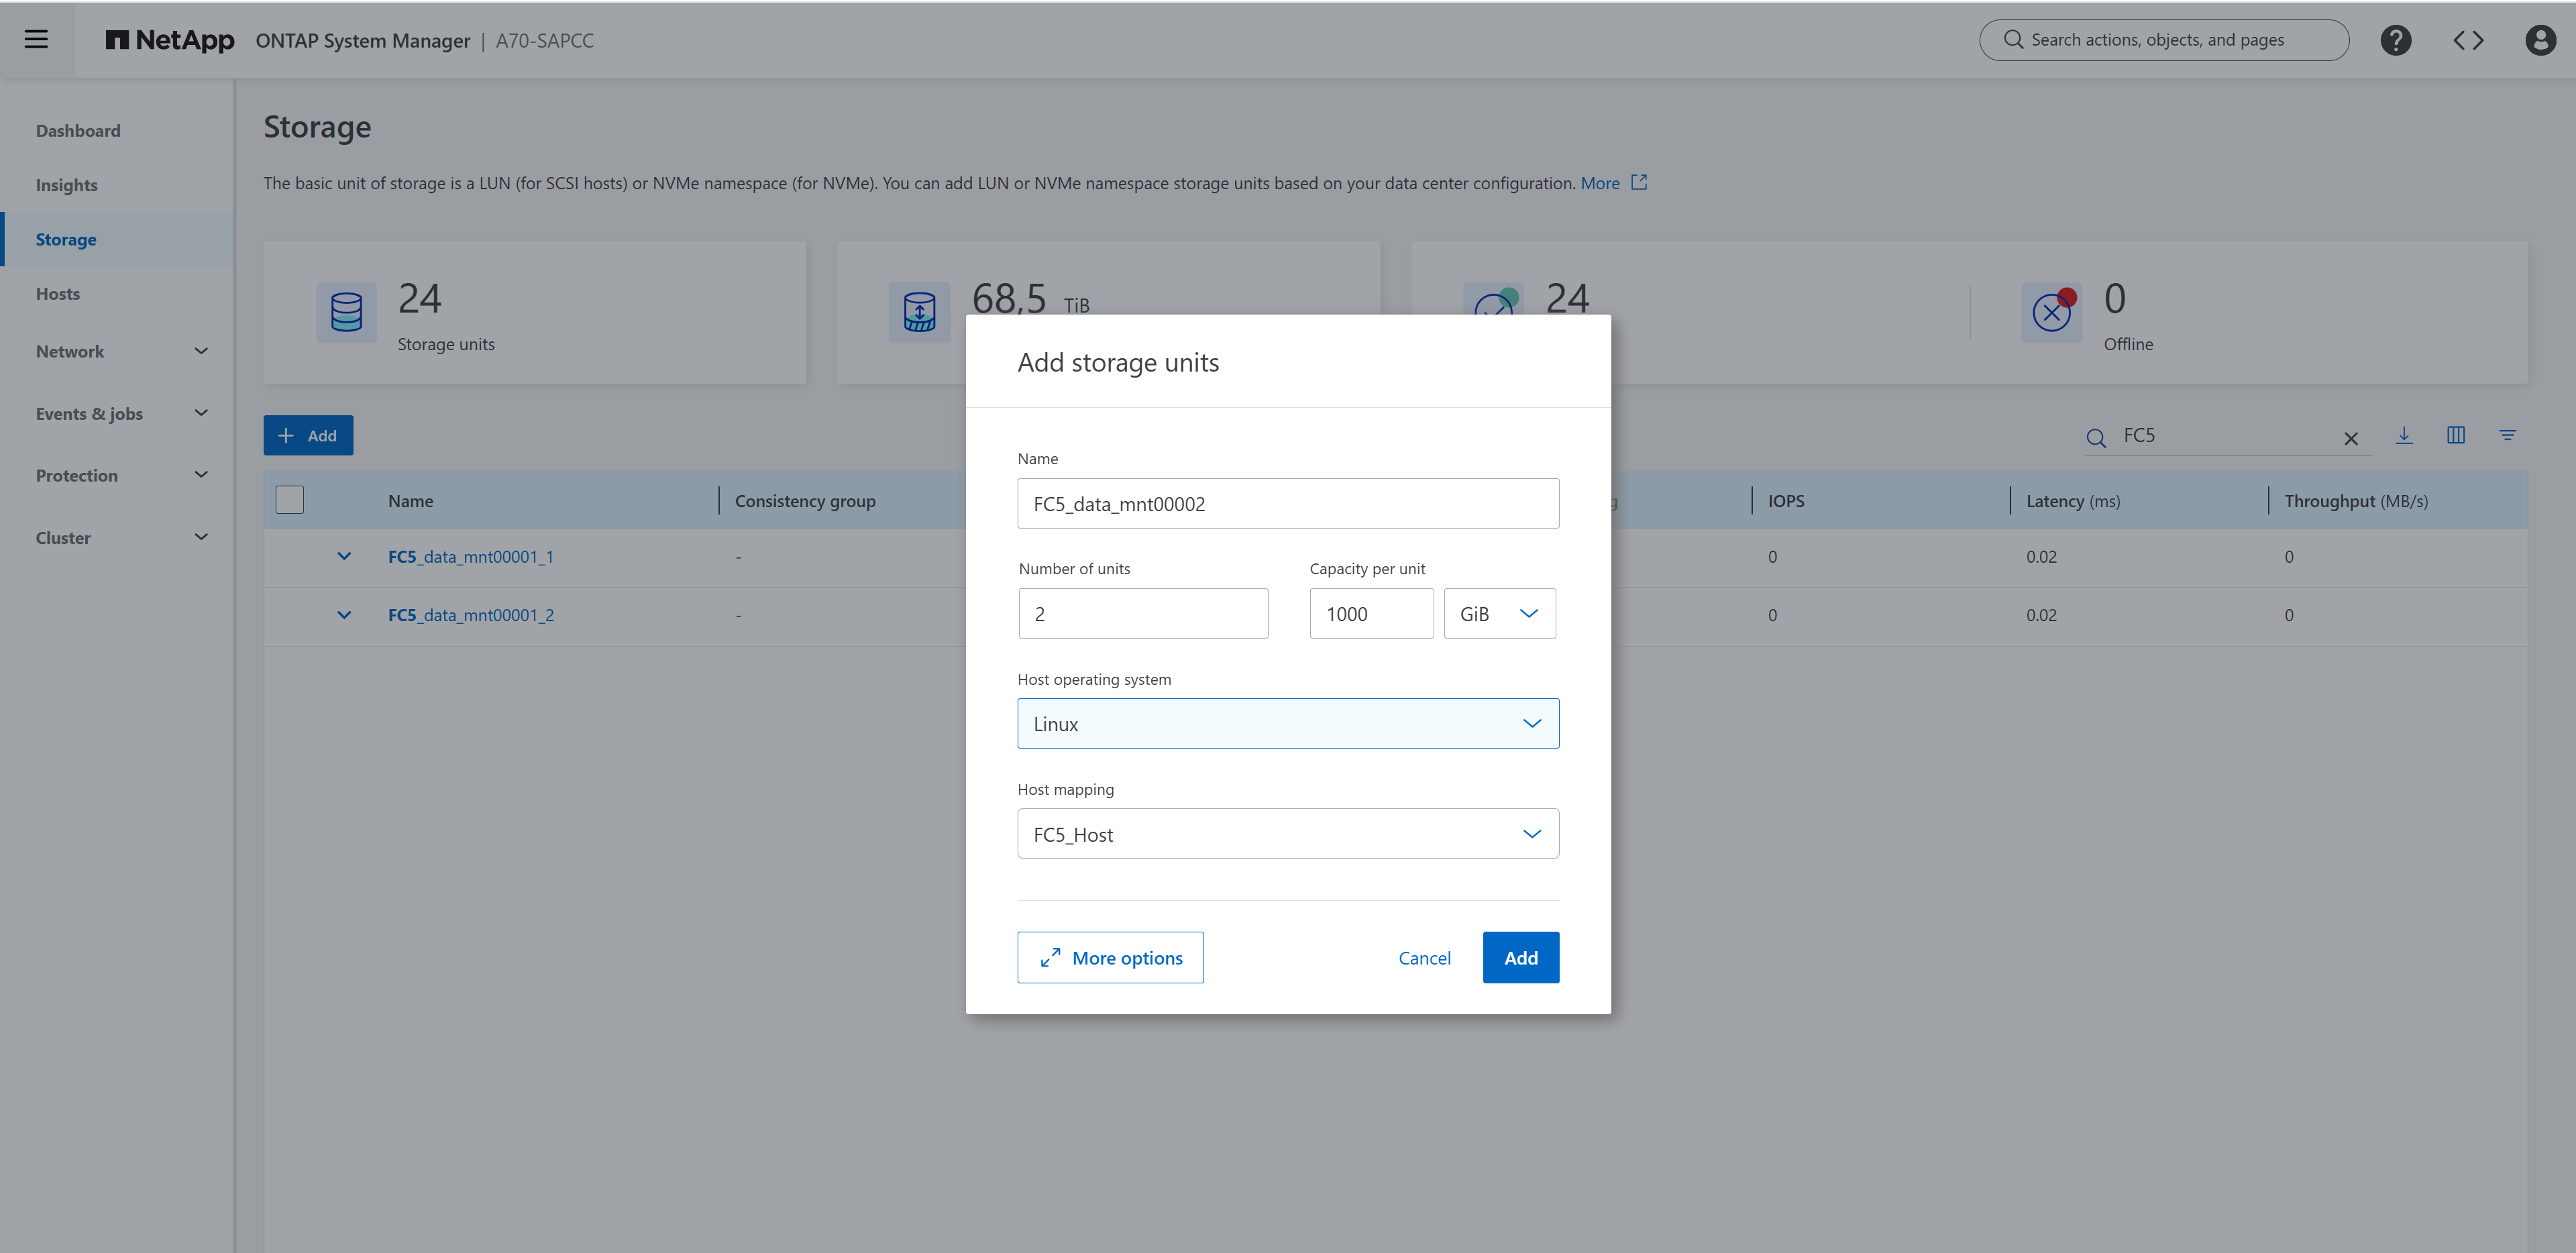 NetApp ONTAP System Manager | A70-SAPCC
Search actions, objects, and pages
Dashboard
Insights
Storage
Hosts
Network
Events & jobs
Protection
Cluster
Storage
The basic unit of storage is a LUN (for SCSI hosts) or NVMe namespace (for NVMe). You can add LUN or NVMe namespace storage units based on your data center configuration. More
24
Storage units
68,5 TiB
24
0
Offline
+ Add
FC5
Name
Consistency group
IOPS
Latency (ms)
Throughput (MB/s)
FC5_data_mnt00001_1 - 0 0.02 0
FC5_data_mnt00001_2 - 0 0.02 0
Add storage units
Name
FC5_data_mnt00002
Number of units
Capacity per unit
2
1000
GiB
Host operating system
Linux
Host mapping
FC5_Host
More options
Cancel
Add